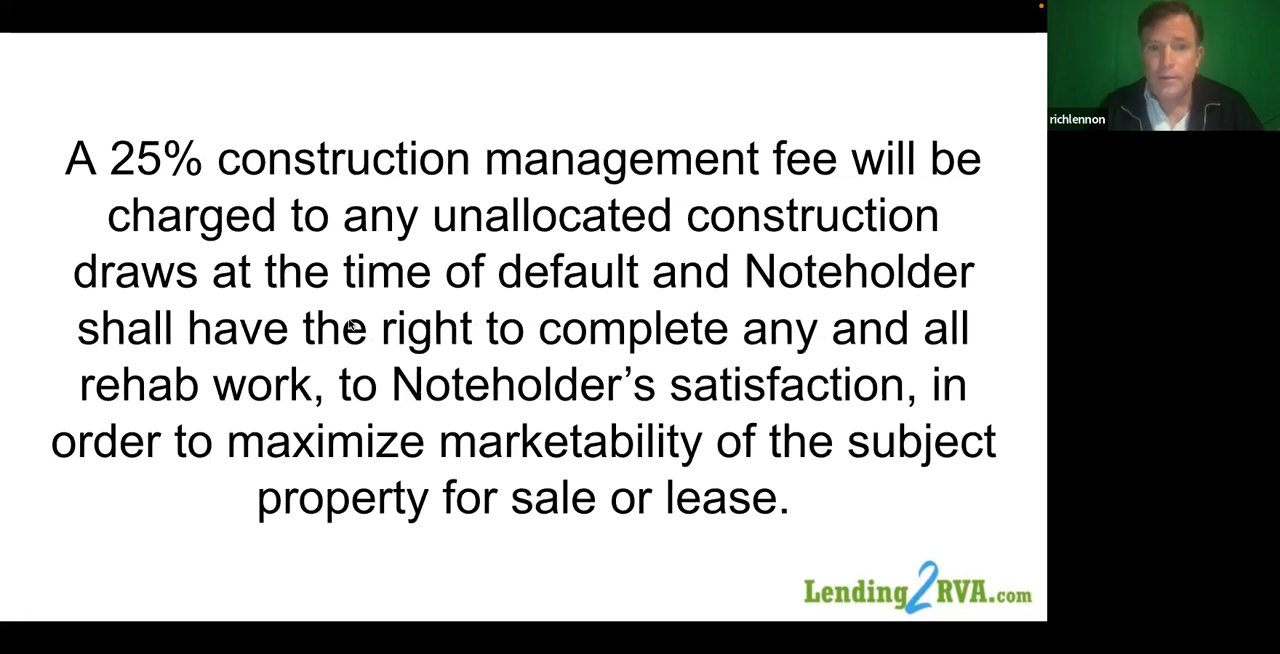 A 25% construction management fee will be
charged to any unallocated construction
draws at the time of default and Noteholder
shall have the right to complete any and all
rehab work, to Noteholder’s satisfaction, in
order to maximize marketability of the subject
property for sale or lease.
Lending2RVA.com
richlennon